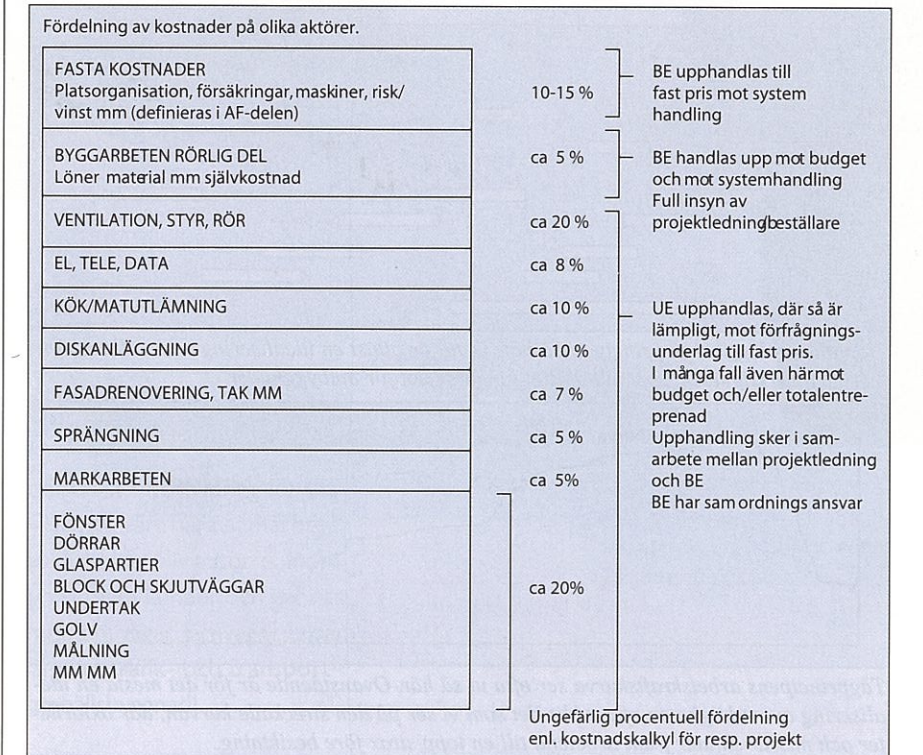 Fördelning av kostnader på olika aktörer.
FASTA KOSTNADER
Platsorganisation, försäkringar, maskiner, risk/
vinst mm (definieras i AF-delen)
10-15 %
BE upphandlas till
fast pris mot system
handling
BYGGARBETEN RÖRLIG DEL
Löner material mm självkostnad
ca 5 %
BE handlas upp mot budget
och mot systemhandling
Full insyn av
projektledning/beställare
VENTILATION, STYR, RÖR
ca 20 %
EL, TELE, DATA
ca 8 %
KÖK/MATUTLÄMNING
ca 10 %
DISKANLÄGGNING
ca 10 %
FASADRENOVERING, TAK MM
ca 7 %
SPRÄNGNING
ca 5 %
MARKARBETEN
ca 5%
UE upphandlas, där så är
lämpligt, mot förfrågnings-
underlag till fast pris.
I många fall även här mot
budget och/eller totalentre-
prenad
Upphandling sker i sam-
arbete mellan projektledning
och BE
BE har sam ordnings ansvar
FÖNSTER
DÖRRAR
GLASPARTIER
BLOCK OCH SKJUTVÄGGAR
UNDERTAK
GOLV
MÅLNING
MM MM
ca 20%
Ungefärlig procentuell fördelning
enl. kostnadskalkyl för resp. projekt